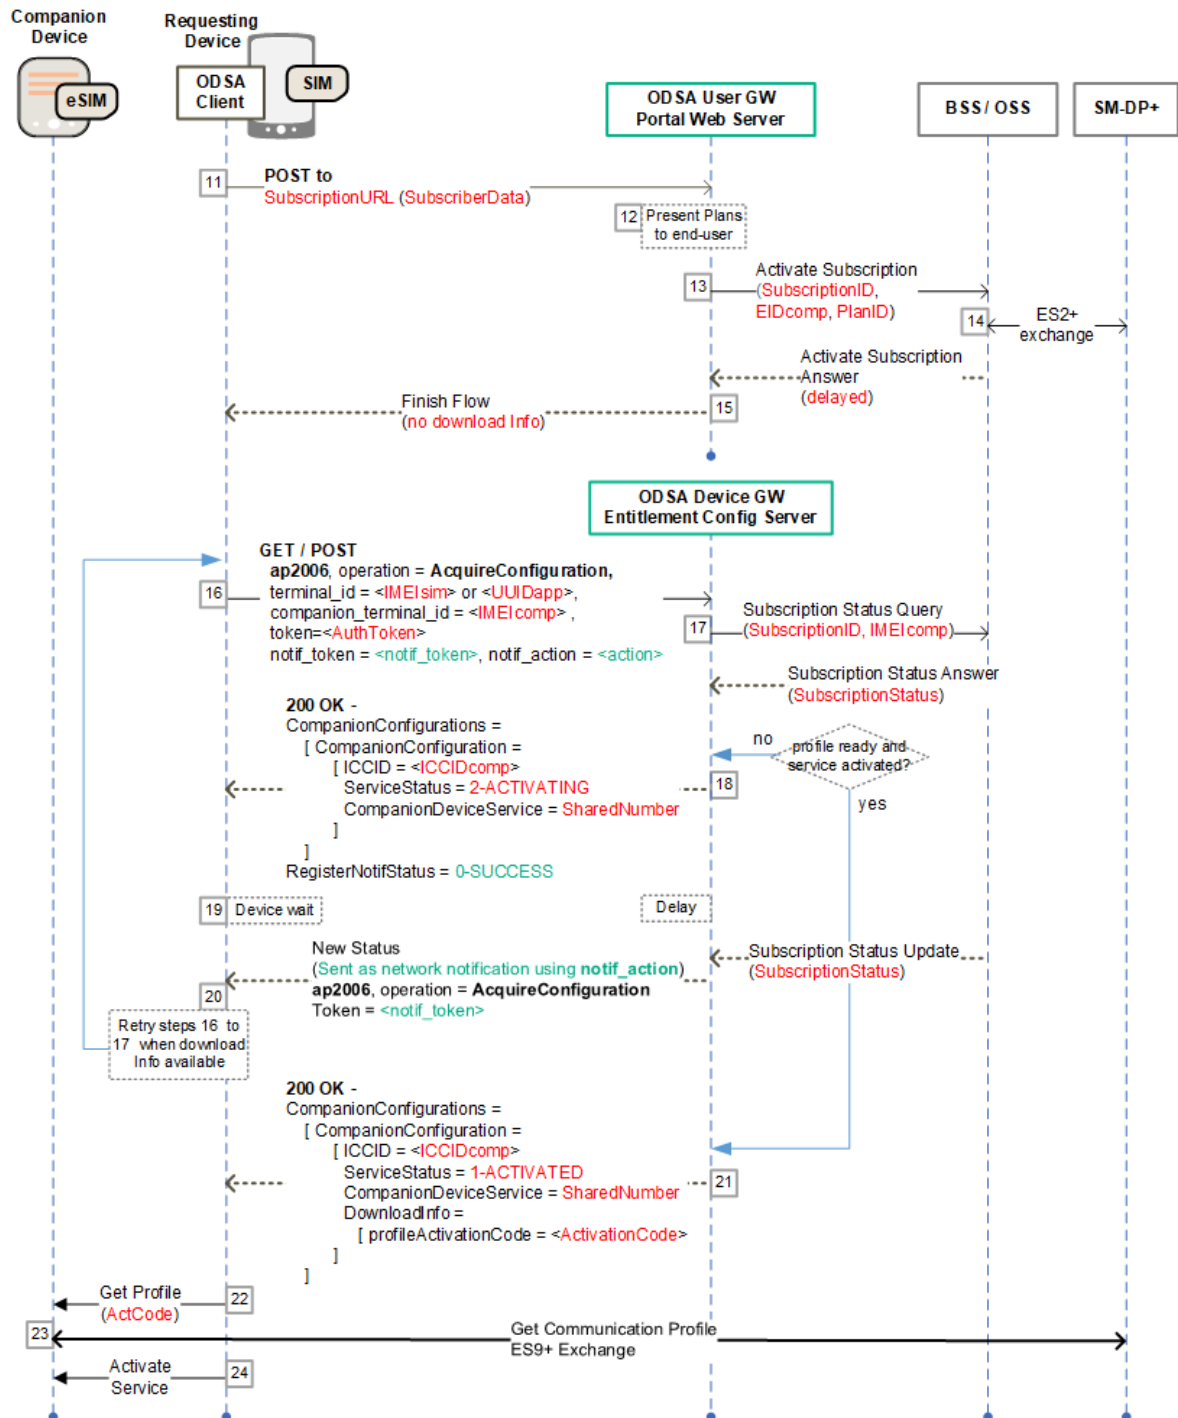 Companion
Device
Requesting
Device
eSIM
ODSA
Client
SIM
ODSA User GW
Portal Web Server
BSS / OSS
SM-DP+
11
POST to
SubscriptionURL (SubscriberData)
12
Present Plans
to end-user
13
Activate Subscription
(SubscriptionID,
EIDcomp, PlanID)
14
ES2+
exchange
Activate Subscription
Answer
(delayed)
15
Finish Flow
(no download Info)
ODSA Device GW
Entitlement Config Server
16
GET / POST
ap2006, operation = AcquireConfiguration,
terminal_id = <IMEIsim> or <UUIDapp>,
companion_terminal_id = <IMEIcomp> ,
token=<AuthToken>
notif_token = <notif_token>, notif_action = <action>
17
Subscription Status Query
(SubscriptionID, IMEIcomp)
Subscription Status Answer
(SubscriptionStatus)
profile ready and
service activated?
no
yes
18
200 OK -
CompanionConfigurations =
[ CompanionConfiguration =
[ ICCID = <ICCIDcomp>
ServiceStatus = 2-ACTIVATING
CompanionDeviceService = SharedNumber
]
]
RegisterNotifStatus = 0-SUCCESS
19
Device wait
Delay
Subscription Status Update
(SubscriptionStatus)
20
New Status
(Sent as network notification using notif_action)
ap2006, operation = AcquireConfiguration
Token = <notif_token>
Retry steps 16 to
17 when download
Info available
21
200 OK -
CompanionConfigurations =
[ CompanionConfiguration =
[ ICCID = <ICCIDcomp>
ServiceStatus = 1-ACTIVATED
CompanionDeviceService = SharedNumber
DownloadInfo =
[ profileActivationCode = <ActivationCode>
]
]
22
Get Profile
(ActCode)
23
Get Communication Profile
ES9+ Exchange
24
Activate
Service